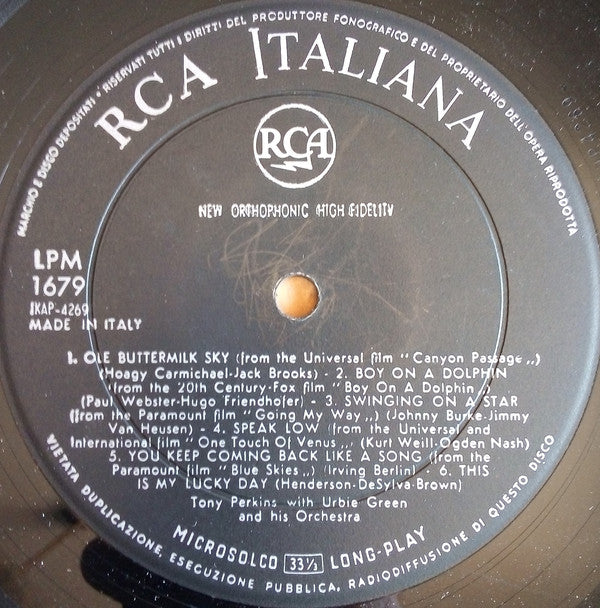 MARCHIO E DIEGO DEPOSITATI • RISERVATI TUTTI I DIRITTI DEL PRODUTTORE FONOGRAFICO E DEL PROPRIETARIO DELL'OPERA RIPRODOTTA
RCA ITALIANA
RCA
NEW ORTHOPHONIC HIGH FIDELITY
LPM
1679
JKAP-4269
MADE IN ITALY
1. OLE BUTTERMILK SKY (from the Universal film " Canyon Passage „)
(Hoagy Carmichael-Jack Brooks) - 2. BOY ON A DOLPHIN
(from the 20th Century-Fox film " Boy On A Dolphin „)
(Paul Webster-Hugo Friendhofer) - 3. SWINGING ON A STAR
(from the Paramount film " Going My Way „) (Johnny Burke-Jimmy
Van Heusen) - 4. SPEAK LOW (from the Universal and
International film " One Touch Of Venus „) (Kurt Weill-Ogden Nash)
5. YOU KEEP COMING BACK LIKE A SONG (from the
Paramount film " Blue Skies „) (Irving Berlin) - 6. THIS
IS MY LUCKY DAY (Henderson-DeSylva-Brown)
Tony Perkins with Urbie Green
and his Orchestra
MICROSOLCO 33⅓ LONG-PLAY
VIETATA DUPLICAZIONE, ESECUZIONE PUBBLICA, RADIODIFFUSIONE DI QUESTO DISCO